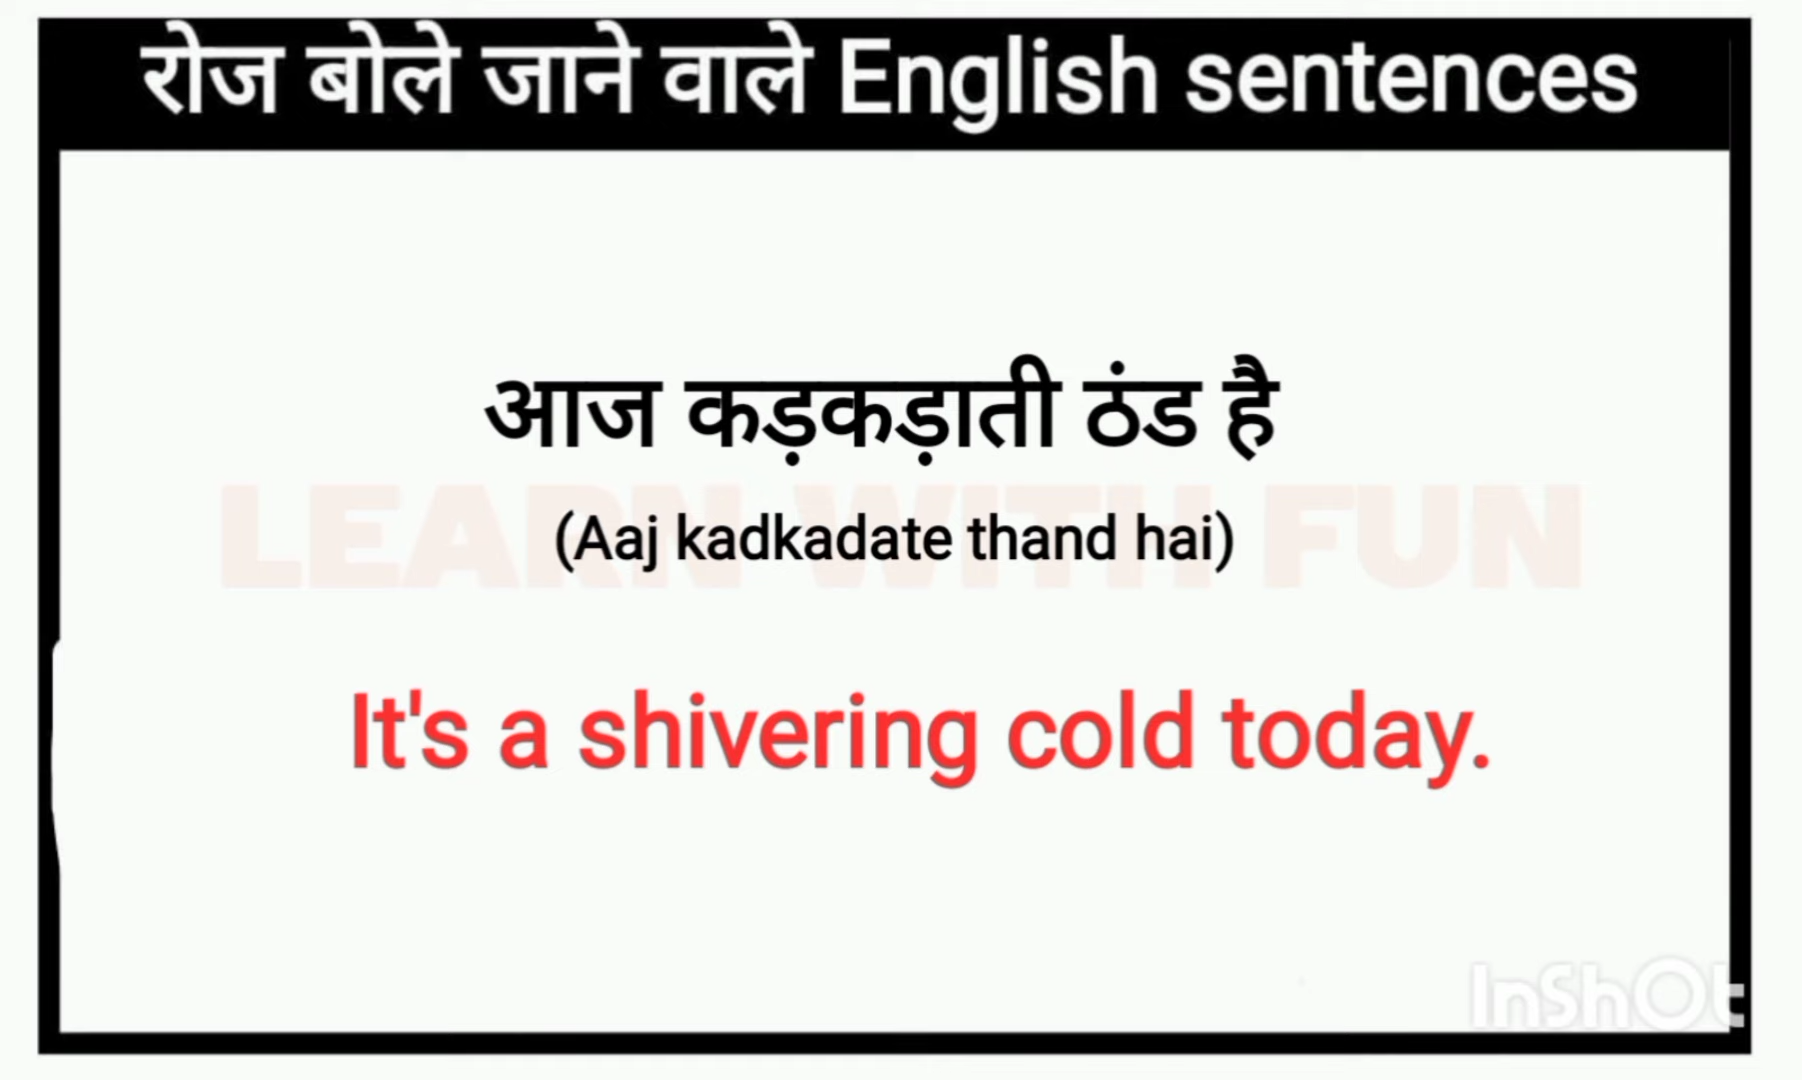 रोज बोले जाने वाले English sentences
आज कड़कड़ाती ठंड है
LEARN WITH FUN
(Aaj kadkadate thand hai)
It's a shivering cold today.
InShOt